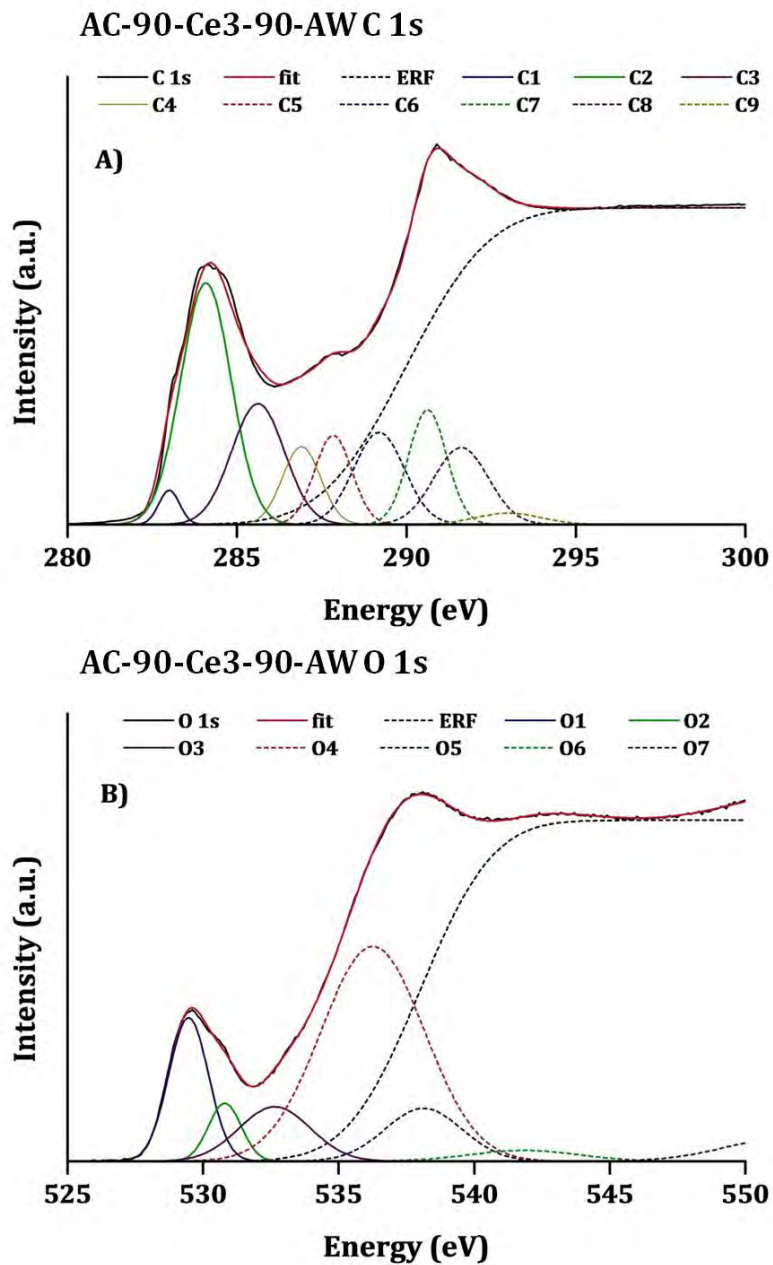 AC-90-Ce3-90-AW C 1s
C 1s fit ERF C1 C2 C3
C4 C5 C6 C7 C8 C9
A)
Intensity (a.u.)
280 285 290 295 300
Energy (eV)
AC-90-Ce3-90-AW O 1s
O 1s fit ERF O1 O2
O3 O4 O5 O6 O7
B)
Intensity (a.u.)
525 530 535 540 545 550
Energy (eV)